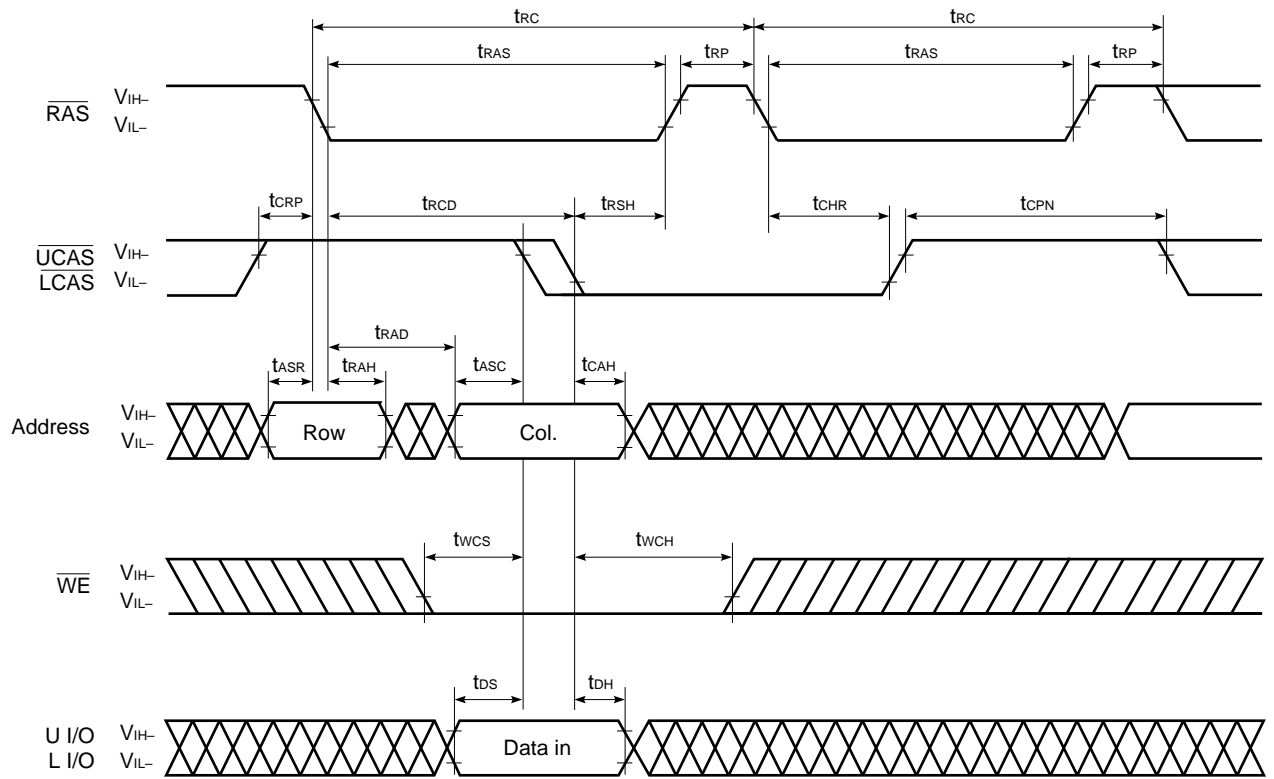 tRC tRC
tRAS tRP tRAS tRP
RAS VIH–
VIL–
tCRP tRCD tRSH tCHR tCPN
UCAS VIH–
LCAS VIL–
tRAD
tASR tRAH tASC tCAH
Address VIH–
VIL–
Row Col.
tWCS tWCH
WE VIH–
VIL–
tDS tDH
U I/O VIH–
L I/O VIL–
Data in